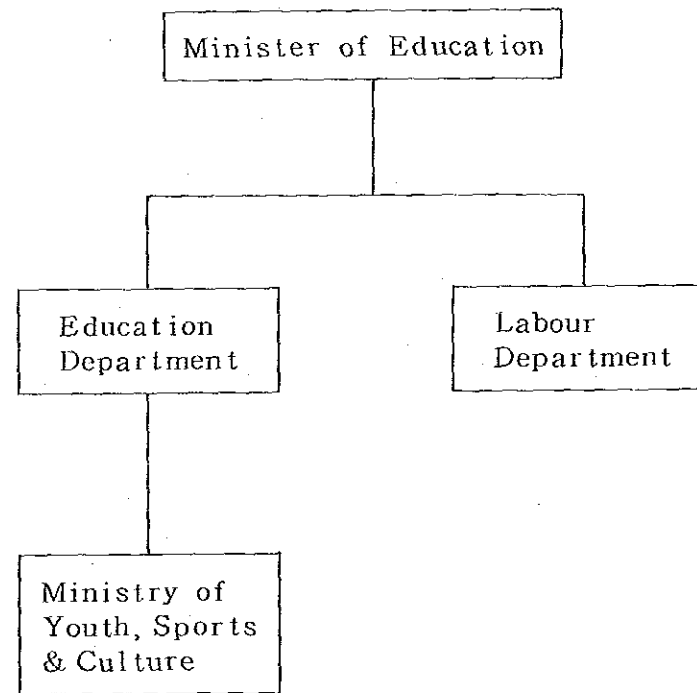 Minister of Education
Education
Department
Labour
Department
Ministry of
Youth, Sports
& Culture